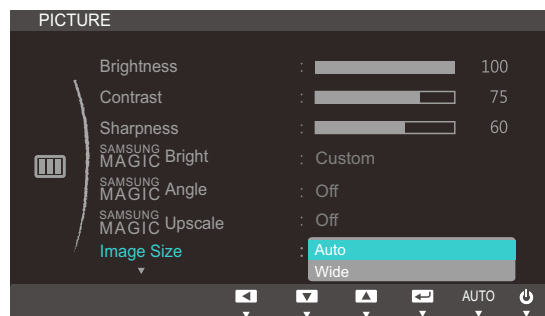 PICTURE
Brightness : 100
Contrast : 75
Sharpness : 60
SAMSUNG MAGIC Bright : Custom
SAMSUNG MAGIC Angle : Off
SAMSUNG MAGIC Upscale : Off
Image Size : Auto
Wide
AUTO